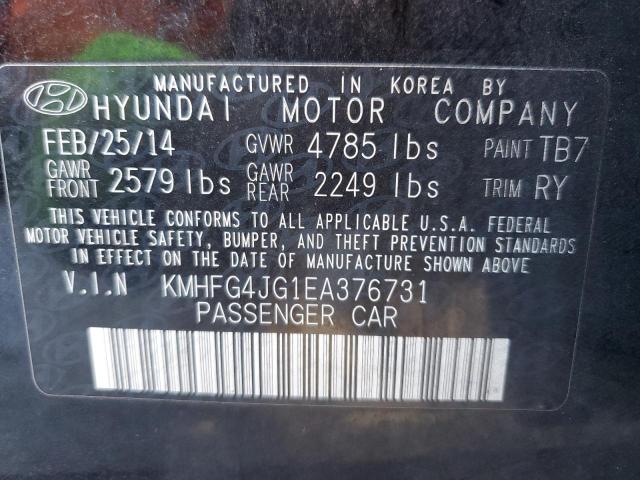 MANUFACTURED IN KOREA BY
HYUNDAI MOTOR COMPANY
FEB/25/14 GVWR 4785 lbs PAINT TB7
GAWR FRONT 2579 lbs GAWR REAR 2249 lbs TRIM RY
THIS VEHICLE CONFORMS TO ALL APPLICABLE U.S.A. FEDERAL
MOTOR VEHICLE SAFETY, BUMPER, AND THEFT PREVENTION STANDARDS
IN EFFECT ON THE DATE OF MANUFACTURE SHOWN ABOVE.
V.I.N KMHFG4JG1EA376731
PASSENGER CAR